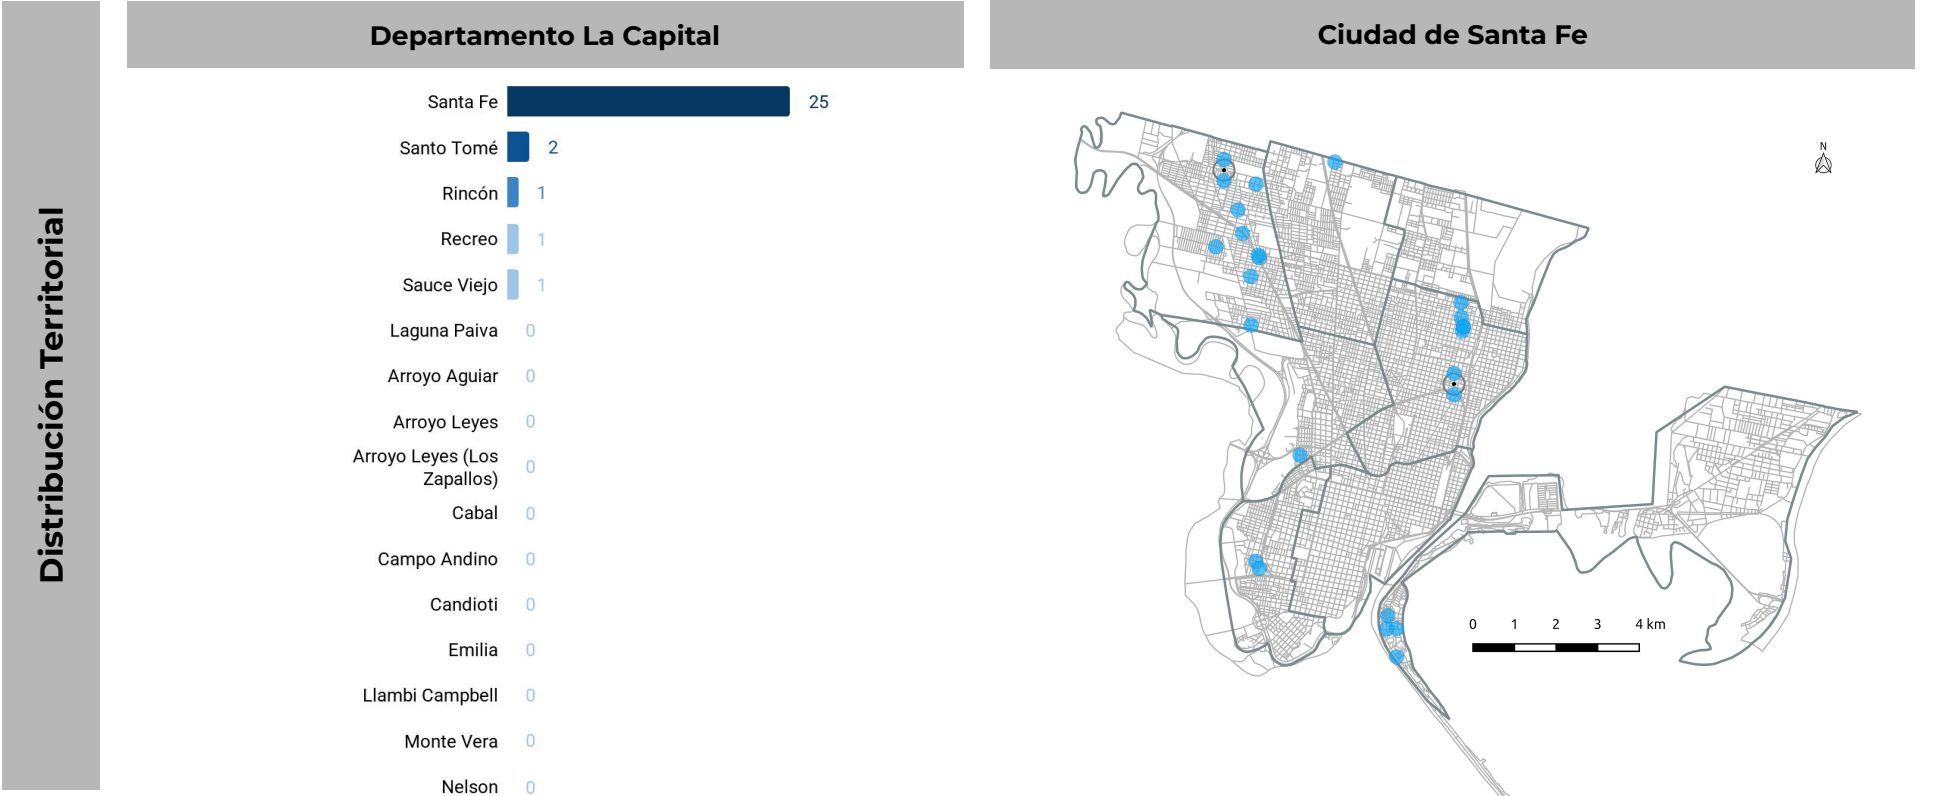 Distribución Territorial
Departamento La Capital
Santa Fe 25
Santo Tomé 2
Rincón 1
Recreo 1
Sauce Viejo 1
Laguna Paiva 0
Arroyo Aguiar 0
Arroyo Leyes 0
Arroyo Leyes (Los
Zapallos) 0
Cabal 0
Campo Andino 0
Candioti 0
Emilia 0
Llambi Campbell 0
Monte Vera 0
Nelson 0
Ciudad de Santa Fe
N
0 1 2 3 4 km